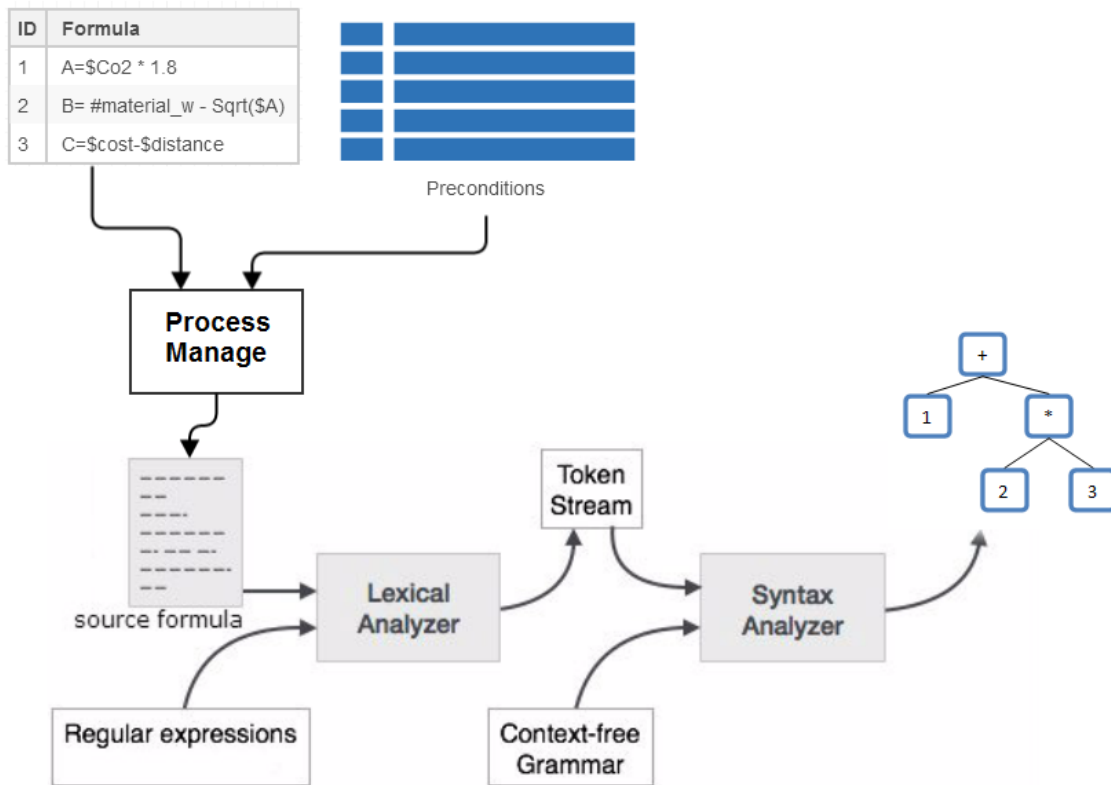 ID Formula
1 A=$Co2 * 1.8
2 B= #material_w - Sqrt($A)
3 C=$cost-$distance
Preconditions
Process
Manage
+
1 *
2 3
Token
Stream
Lexical
Analyzer
Syntax
Analyzer
source formula
Regular expressions
Context-free
Grammar